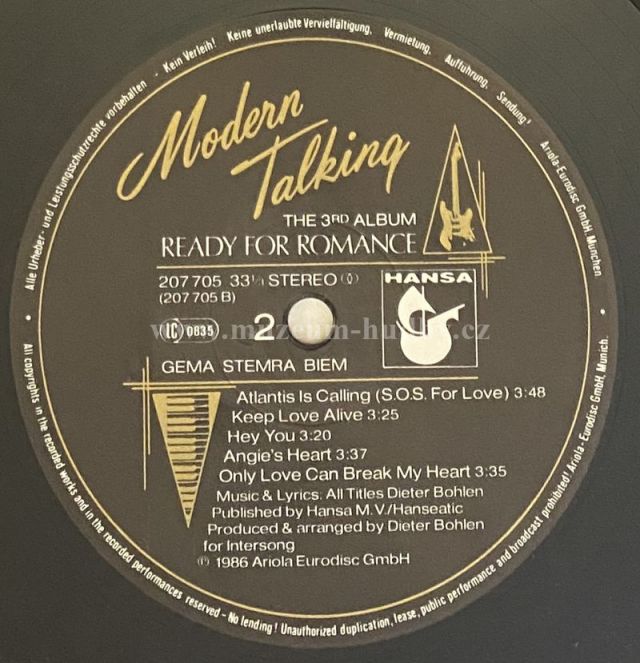 Alle Urheber- und Leistungsschutzrechte vorbehalten - Kein Verleih! Keine unerlaubte Vervielfältigung, Vermietung, Aufführung, Sendung! Ariola-Eurodisc GmbH, München
Modern
Talking
THE 3RD ALBUM
READY FOR ROMANCE
207 705 33⅓ STEREO
(207 705 B)
HANSA
LC 0835
2
GEMA STEMRA BIEM
Atlantis Is Calling (S.O.S. For Love) 3:48
Keep Love Alive 3:25
Hey You 3:20
Angie's Heart 3:37
Only Love Can Break My Heart 3:35
Music & Lyrics: All Titles Dieter Bohlen
Published by Hansa M.V./Hanseatic
Produced & arranged by Dieter Bohlen
for Intersong
℗ 1986 Ariola Eurodisc GmbH
All copyrights in the recorded works and in the recorded performances reserved - No lending! Unauthorized duplication, lease, public performance and broadcast prohibited! Ariola-Eurodisc GmbH, Munich